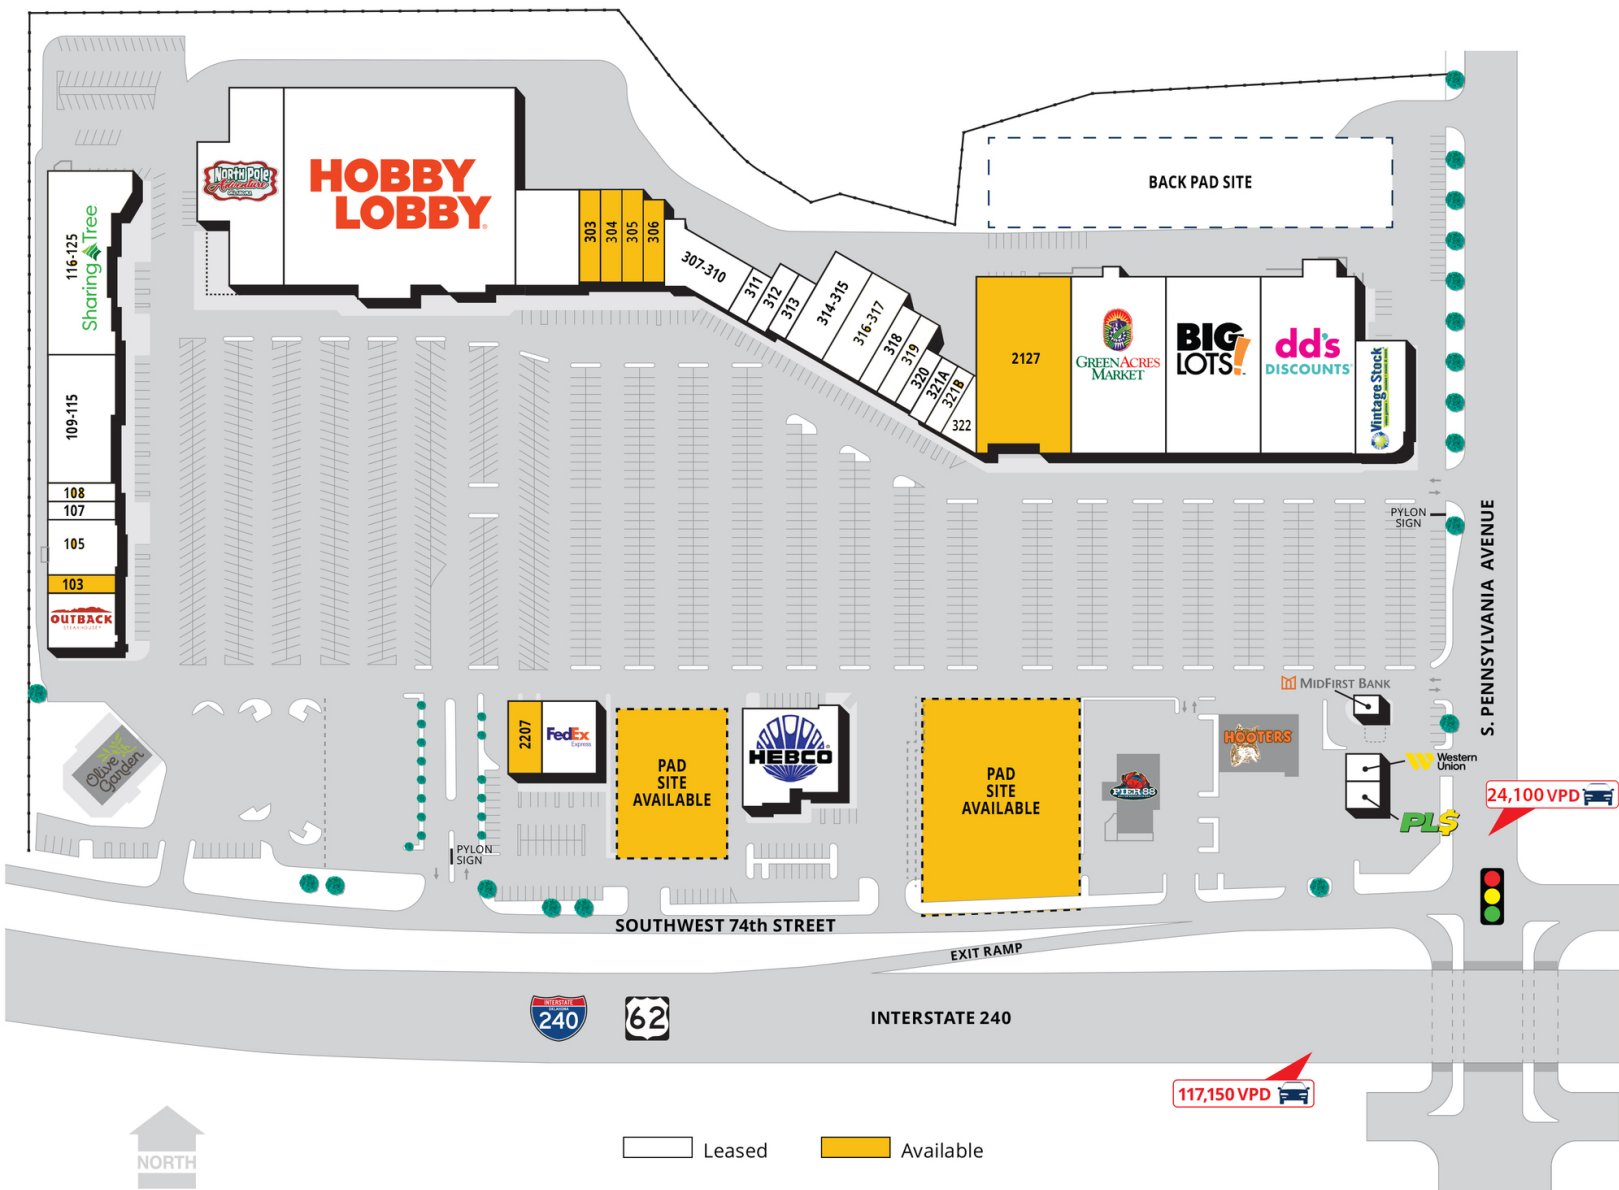 NORTH POLE
Adventure
OKLAHOMA
HOBBY
LOBBY
303
304
305
306
307-310
311
312
313
314-315
316-317
318
319
320
321A
321B
322
BACK PAD SITE
2127
GREENACRES
MARKET
BIG
LOTS!
dd's
DISCOUNTS
Vintage Stock
116-125
Sharing Tree
109-115
108
107
105
103
OUTBACK
STEAKHOUSE
PYLON
SIGN
S. PENNSYLVANIA AVENUE
MIDFIRST BANK
Olive
Garden
2207
FedEx
Express
PAD
SITE
AVAILABLE
HEBCO
PAD
SITE
AVAILABLE
PIER 88
HOOTERS
Western
Union
PL$
24,100 VPD
PYLON
SIGN
SOUTHWEST 74th STREET
EXIT RAMP
INTERSTATE
OKLAHOMA
240
62
INTERSTATE 240
117,150 VPD
NORTH
Leased
Available